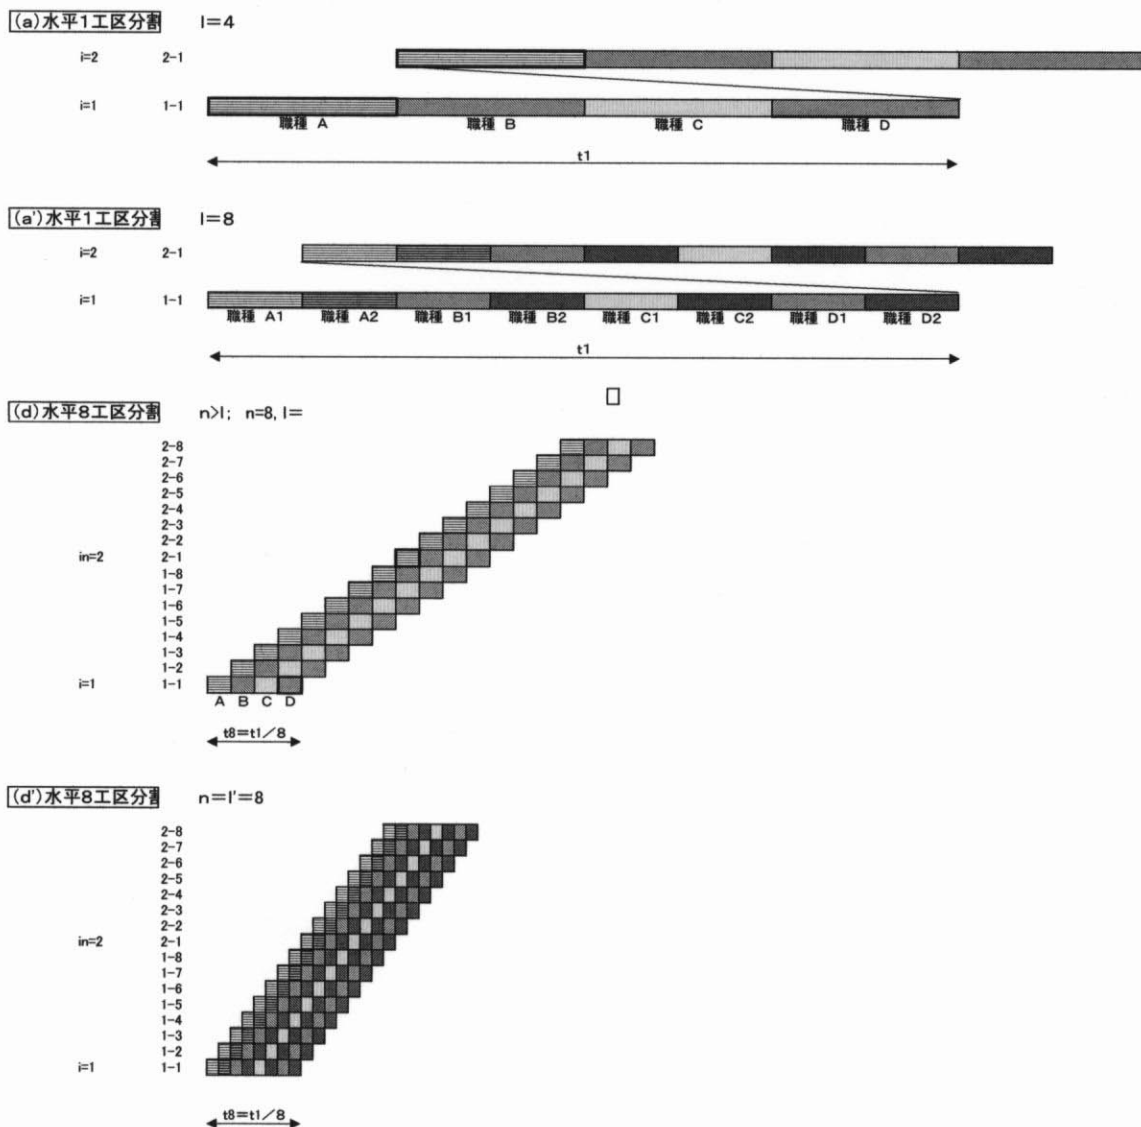 (a)水平1工区分割 l=4
i=2 2-1
i=1 1-1
職種 A 職種 B 職種 C 職種 D
t1
(a')水平1工区分割 l=8
i=2 2-1
i=1 1-1
職種 A1 職種 A2 職種 B1 職種 B2 職種 C1 職種 C2 職種 D1 職種 D2
t1
(d)水平8工区分割 n>l; n=8, l=
2-8
2-7
2-6
2-5
2-4
2-3
2-2
in=2 2-1
1-8
1-7
1-6
1-5
1-4
1-3
1-2
i=1 1-1
A B C D
t8=t1/8
(d')水平8工区分割 n=l'=8
2-8
2-7
2-6
2-5
2-4
2-3
2-2
in=2 2-1
1-8
1-7
1-6
1-5
1-4
1-3
1-2
i=1 1-1
t8=t1/8